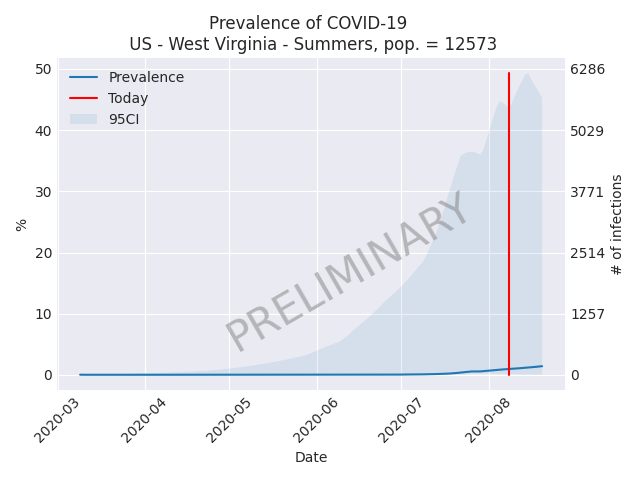 Prevalence of COVID-19
US - West Virginia - Summers, pop. = 12573
Prevalence
Today
95CI
50
40
30
20
10
0
%
6286
5029
3771
2514
1257
0
# of infections
PRELIMINARY
2020-03
2020-04
2020-05
2020-06
2020-07
2020-08
Date